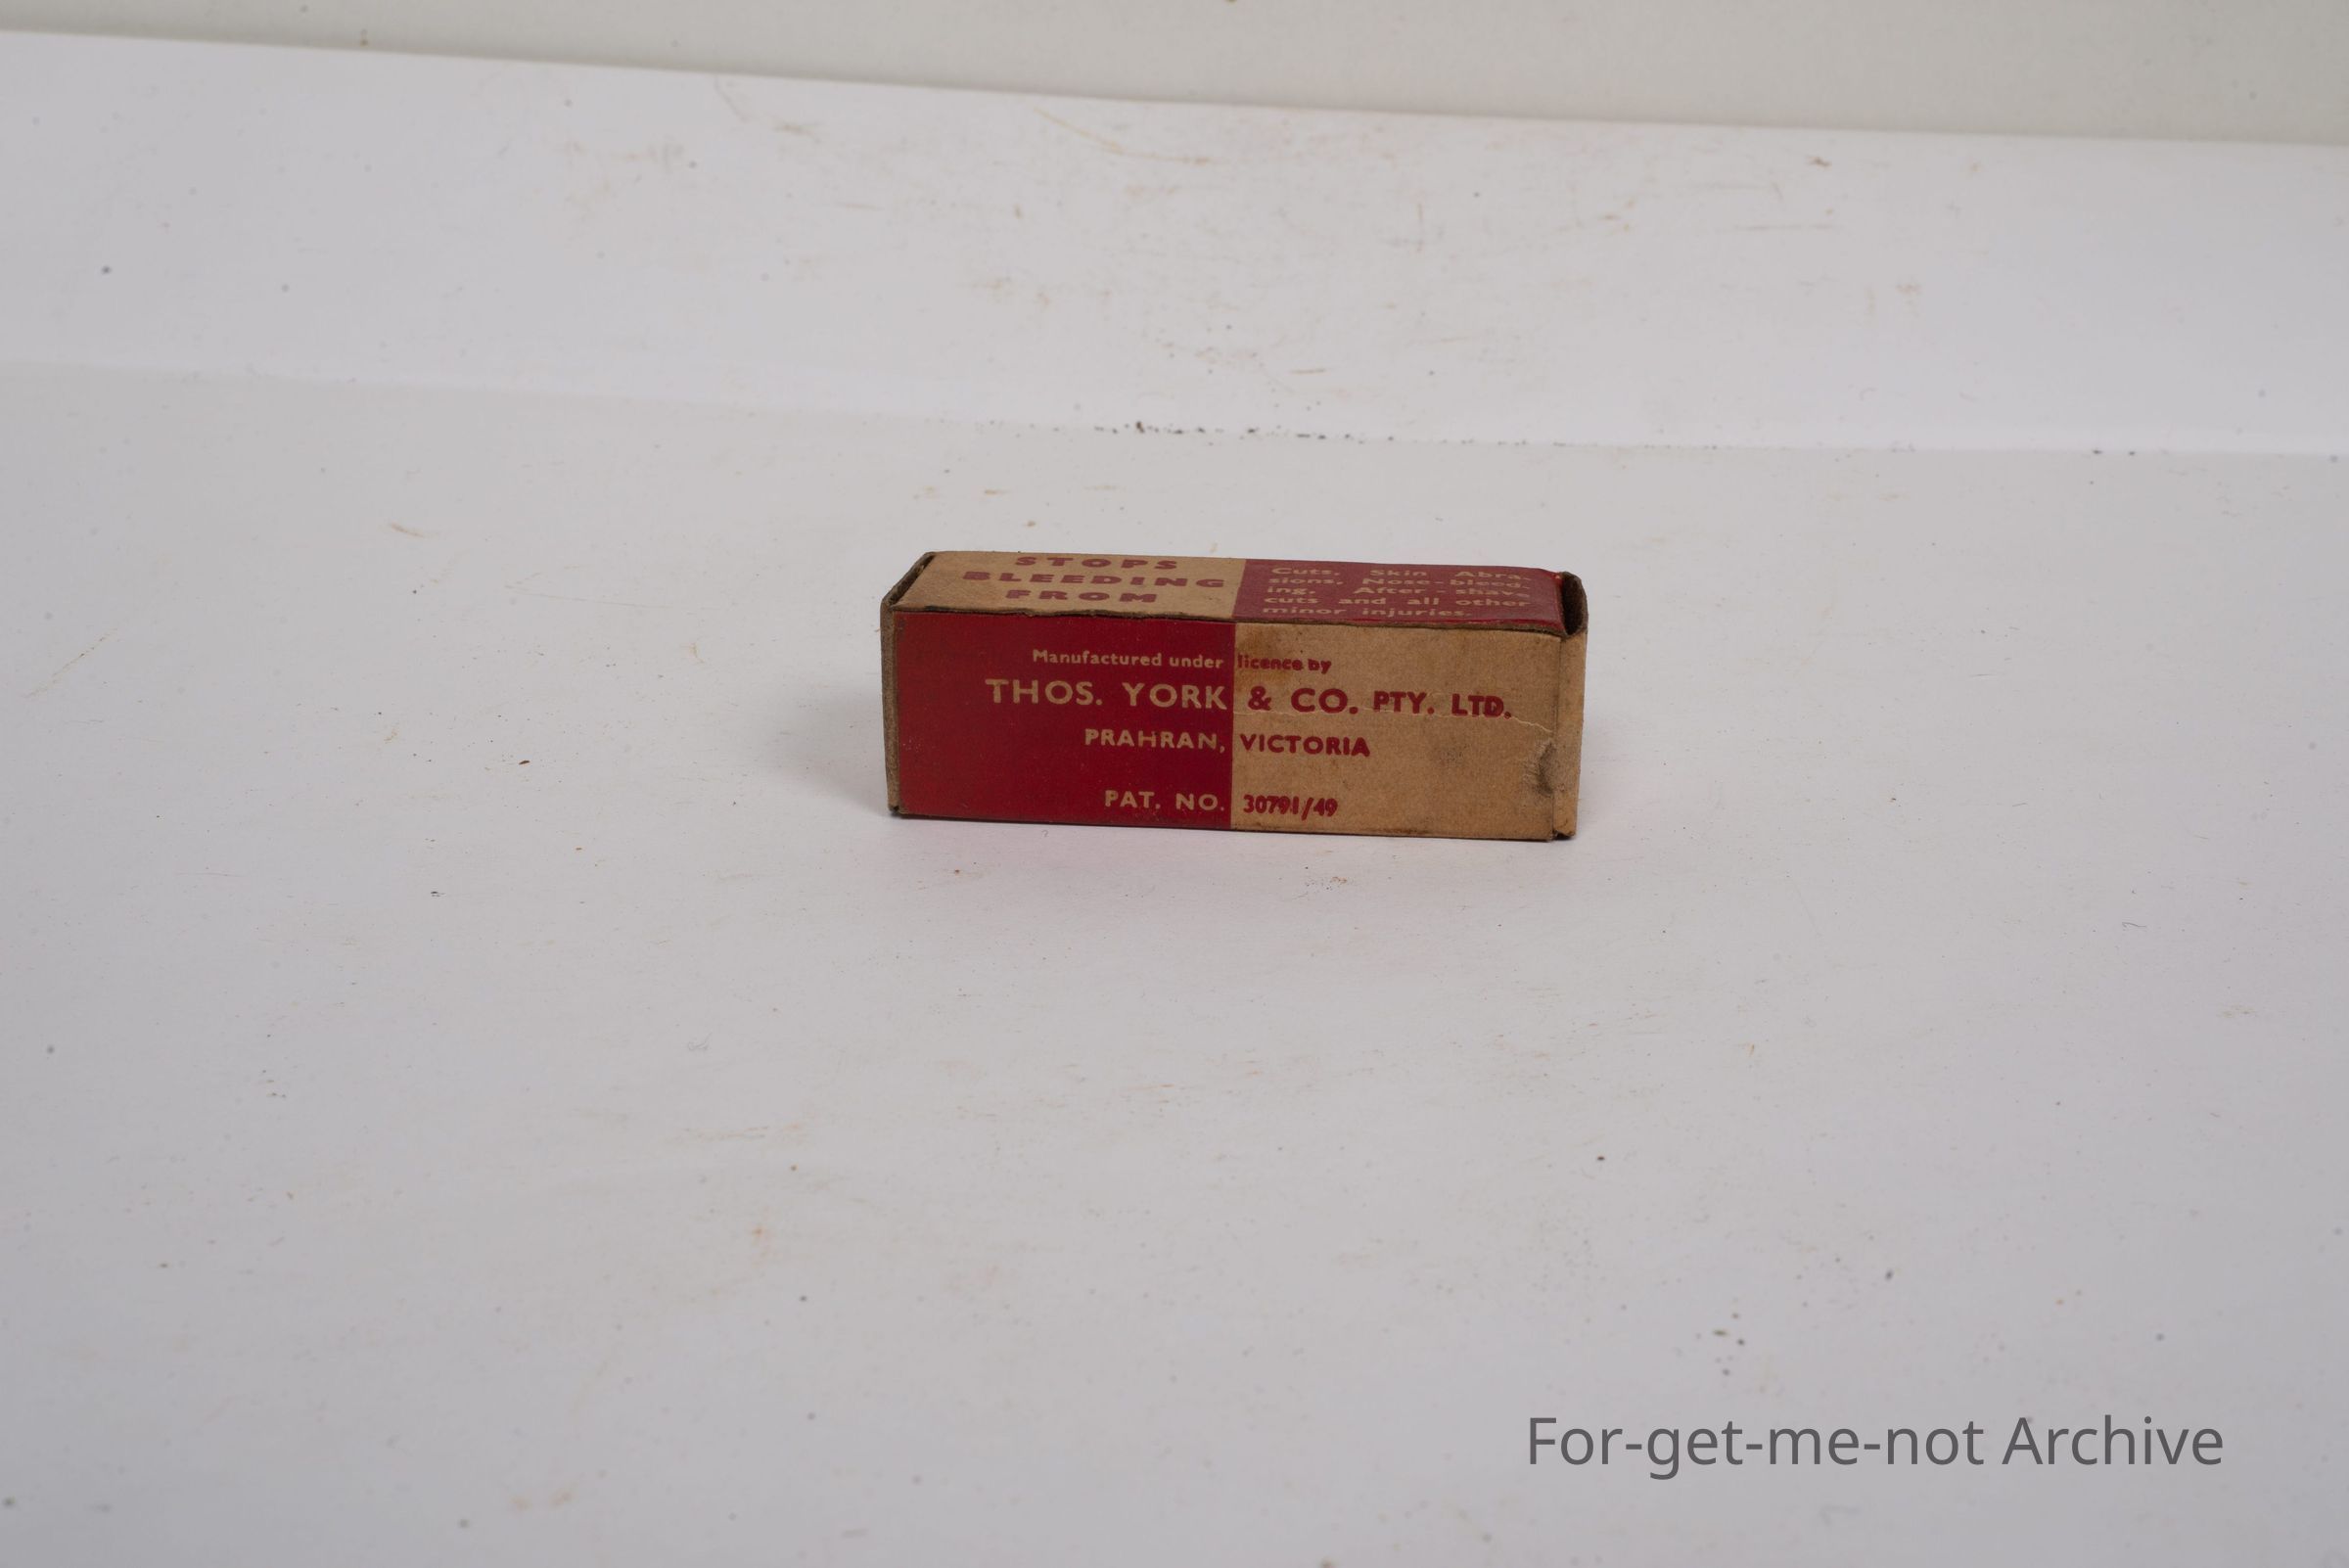 STOPS
BLEEDING
FROM
Cuts, Skin Abra-
sions, Nose-bleed-
ing, After-shave
cuts and all other
minor injuries.
Manufactured under licence by
THOS. YORK & CO. PTY. LTD.
PRAHRAN, VICTORIA
PAT. NO. 30791/49
For-get-me-not Archive